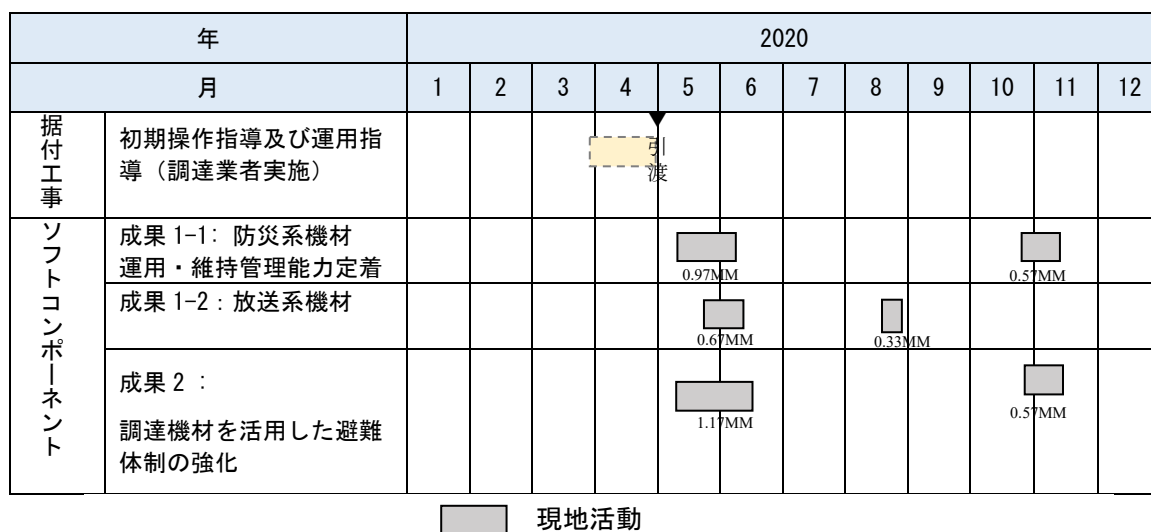 年 2020
月 1 2 3 4 5 6 7 8 9 10 11 12
据付工事
初期操作指導及び運用指
導（調達業者実施）
引渡
ソフトコンポーネント
成果 1-1: 防災系機材
運用・維持管理能力定着
0.97MM 0.57MM
成果 1-2：放送系機材
0.67MM 0.33MM
成果 2 ：
調達機材を活用した避難
体制の強化
1.17MM 0.57MM
現地活動